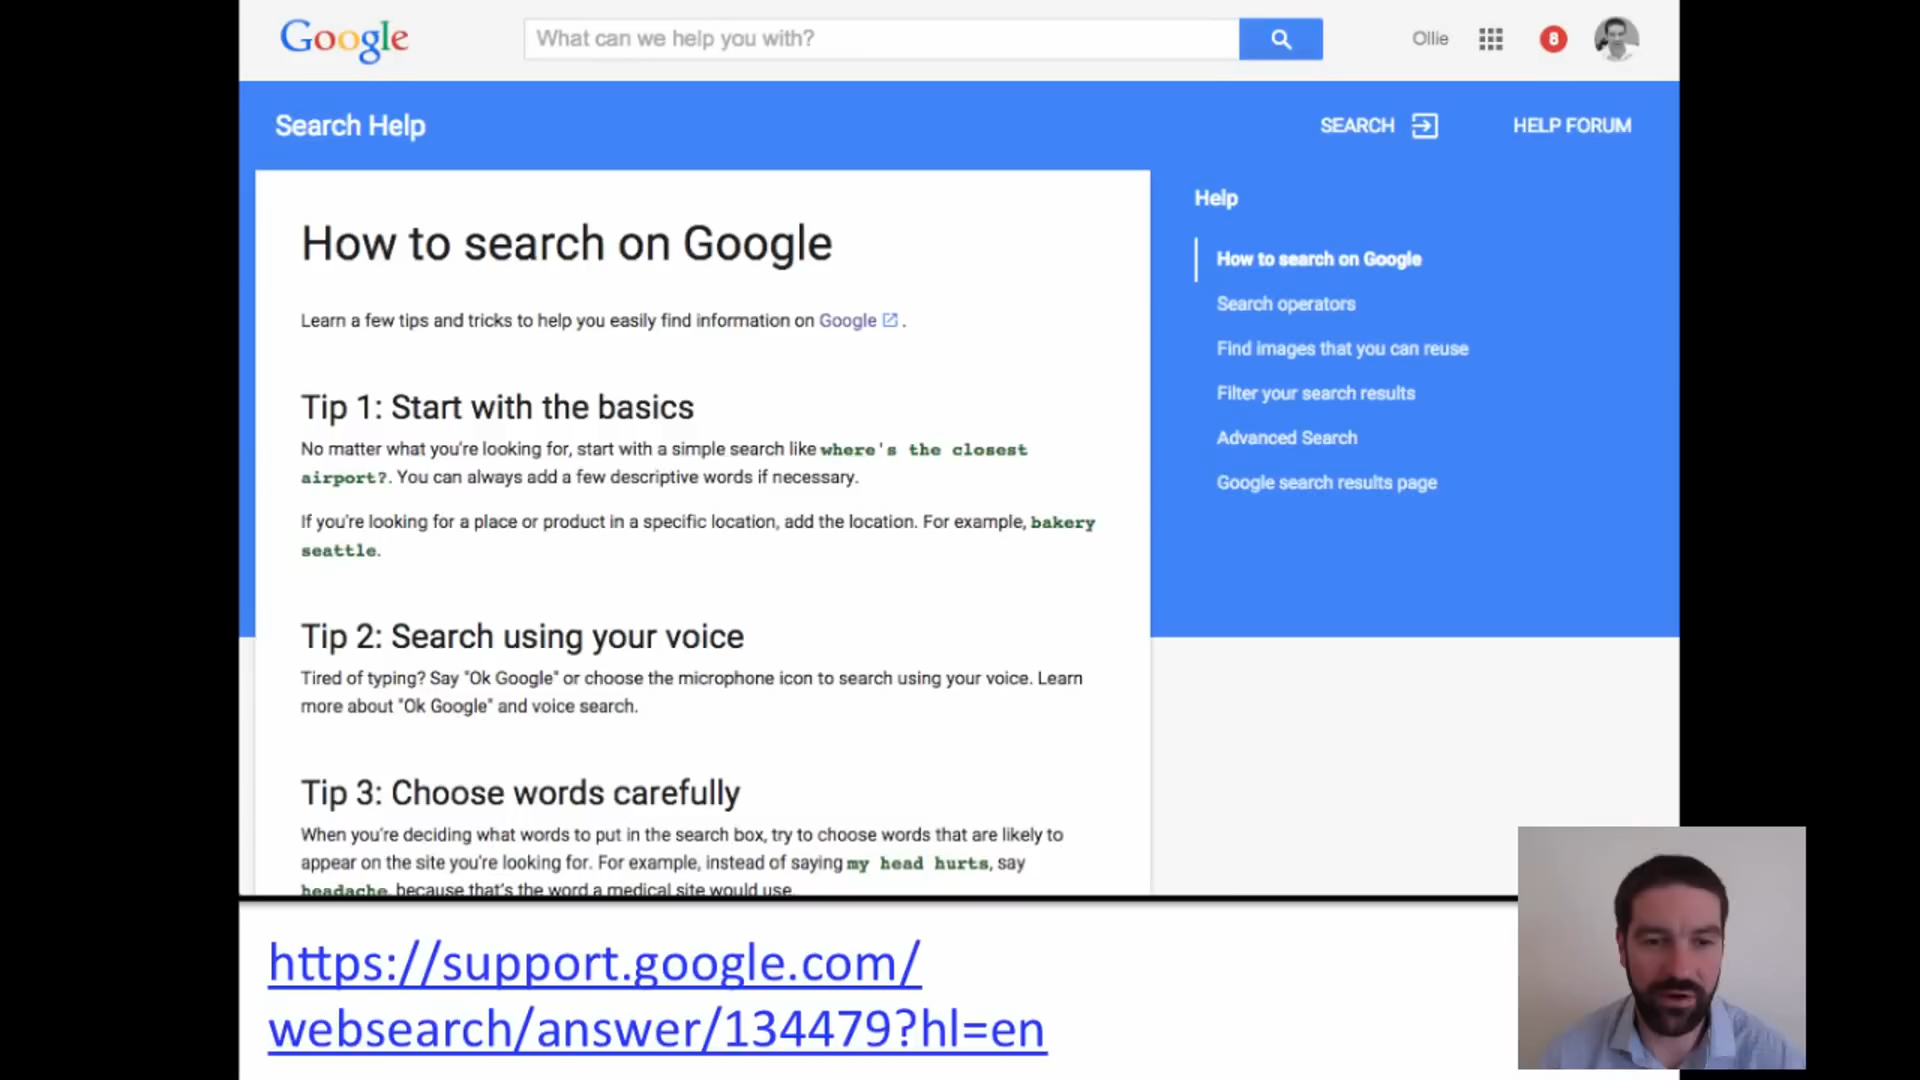 Google
What can we help you with?
Ollie
8
Search Help
SEARCH
HELP FORUM
How to search on Google
Learn a few tips and tricks to help you easily find information on Google .
Tip 1: Start with the basics
No matter what you're looking for, start with a simple search like where's the closest
airport?. You can always add a few descriptive words if necessary.
If you're looking for a place or product in a specific location, add the location. For example, bakery
seattle.
Tip 2: Search using your voice
Tired of typing? Say "Ok Google" or choose the microphone icon to search using your voice. Learn
more about "Ok Google" and voice search.
Tip 3: Choose words carefully
When you're deciding what words to put in the search box, try to choose words that are likely to
appear on the site you're looking for. For example, instead of saying my head hurts, say
headache, because that's the word a medical site would use.
Help
How to search on Google
Search operators
Find images that you can reuse
Filter your search results
Advanced Search
Google search results page
https://support.google.com/
websearch/answer/134479?hl=en